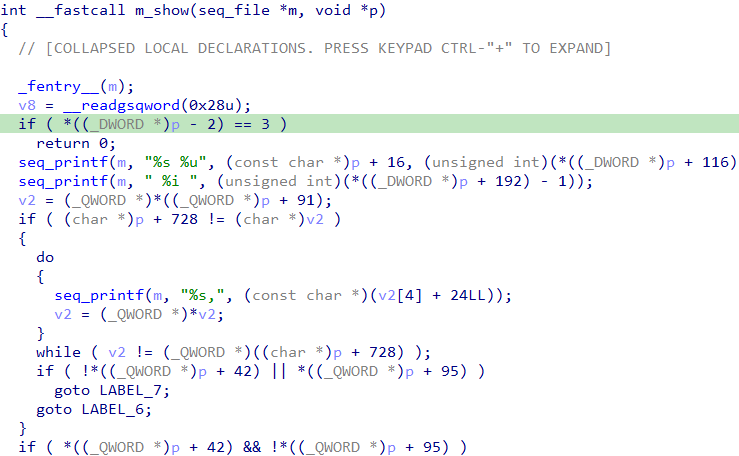 int __fastcall m_show(seq_file *m, void *p)
{
  // [COLLAPSED LOCAL DECLARATIONS. PRESS KEYPAD CTRL-"+" TO EXPAND]

  _fentry__(m);
  v8 = __readgsqword(0x28u);
  if ( *((_DWORD *)p - 2) == 3 )
    return 0;
  seq_printf(m, "%s %u", (const char *)p + 16, (unsigned int)(*((_DWORD *)p + 116)
  seq_printf(m, " %i ", (unsigned int)(*((_DWORD *)p + 192) - 1));
  v2 = (_QWORD *)*((_QWORD *)p + 91);
  if ( (char *)p + 728 != (char *)v2 )
  {
    do
    {
      seq_printf(m, "%s,", (const char *)(v2[4] + 24LL));
      v2 = (_QWORD *)*v2;
    }
    while ( v2 != (_QWORD *)((char *)p + 728) );
    if ( !*((_QWORD *)p + 42) || *((_QWORD *)p + 95) )
      goto LABEL_7;
    goto LABEL_6;
  }
  if ( *((_QWORD *)p + 42) && !*((_QWORD *)p + 95) )